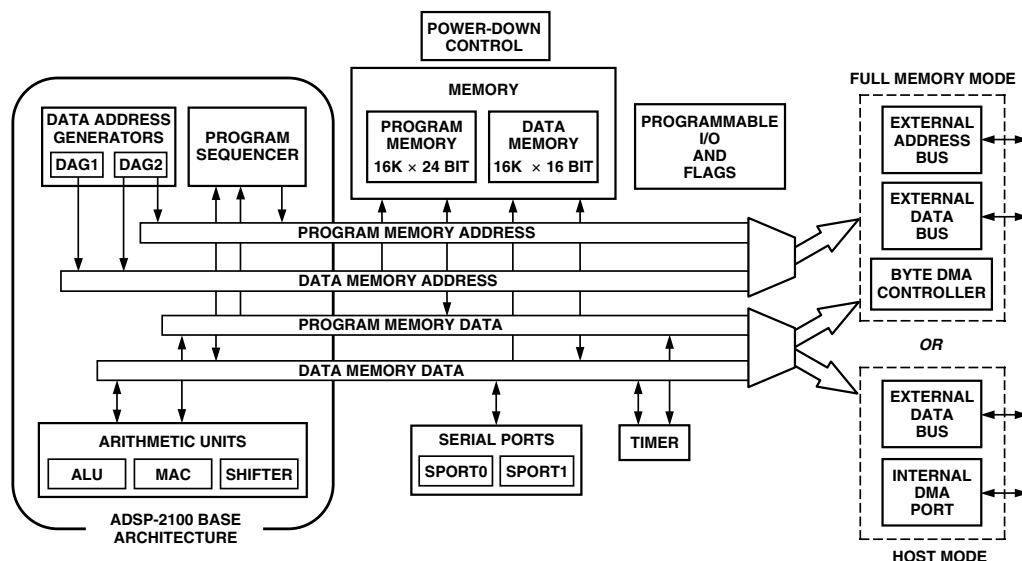 POWER-DOWN
CONTROL
FULL MEMORY MODE
MEMORY
DATA ADDRESS
GENERATORS
DAG1
DAG2
PROGRAM
SEQUENCER
PROGRAM
MEMORY
16K × 24 BIT
DATA
MEMORY
16K × 16 BIT
PROGRAMMABLE
I/O
AND
FLAGS
EXTERNAL
ADDRESS
BUS
EXTERNAL
DATA
BUS
BYTE DMA
CONTROLLER
PROGRAM MEMORY ADDRESS
DATA MEMORY ADDRESS
PROGRAM MEMORY DATA
DATA MEMORY DATA
OR
ARITHMETIC UNITS
ALU
MAC
SHIFTER
SERIAL PORTS
SPORT0
SPORT1
TIMER
EXTERNAL
DATA
BUS
INTERNAL
DMA
PORT
ADSP-2100 BASE
ARCHITECTURE
HOST MODE